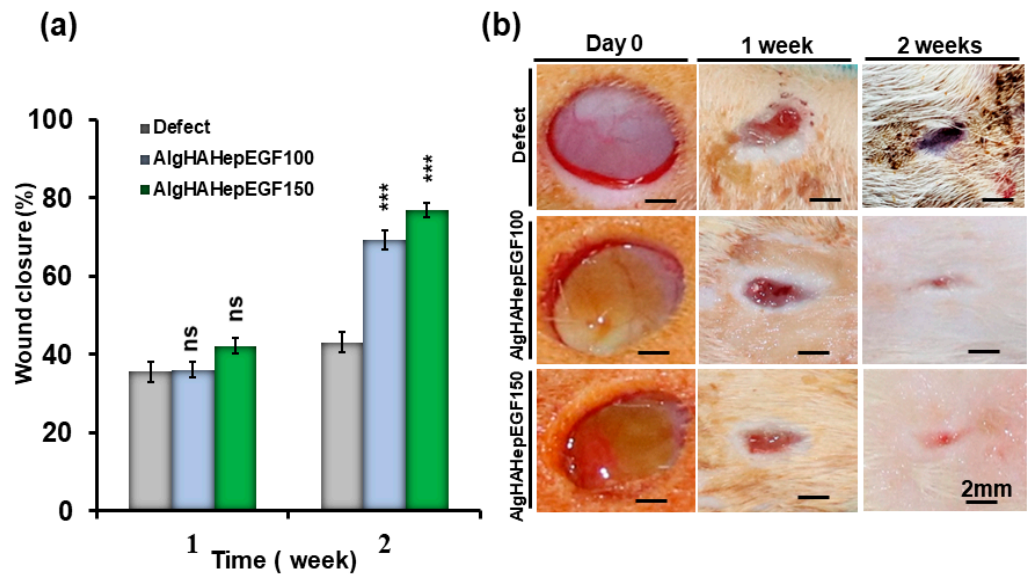 (a)
Wound closure(%)
100
80
60
40
20
0
Defect
AlgHAHepEGF100
AlgHAHepEGF150
ns
ns
***
***
1
2
Time ( week)
(b)
Day 0
1 week
2 weeks
Defect
AlgHAHepEGF100
AlgHAHepEGF150
2mm